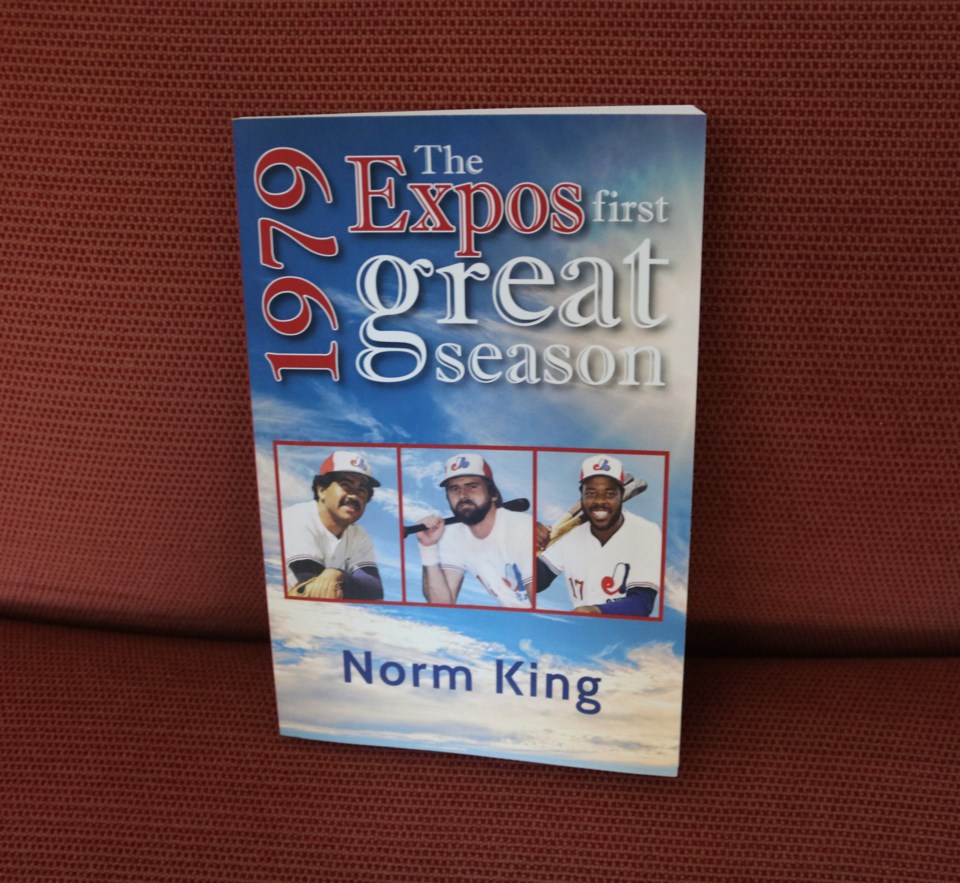 1979
The
Expos first
great
season
17
Norm King